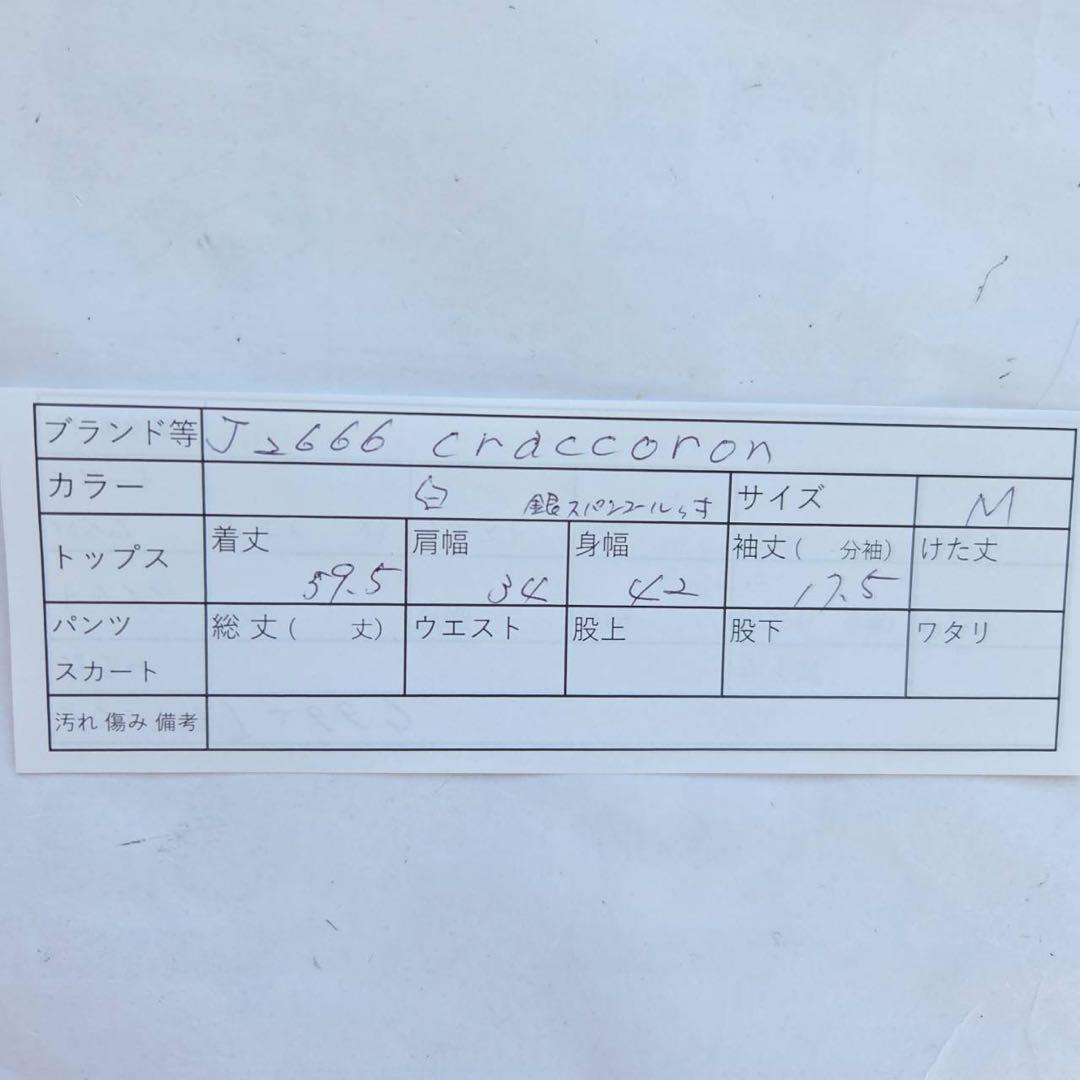 ブランド等 J2666 craccoron
カラー 白 銀スパンコール サイズ M
トップス 着丈 59.5 肩幅 34 身幅 42 袖丈( 分袖) 17.5 けた丈
パンツ スカート 総丈( 丈) ウエスト 股上 股下 ワタリ
汚れ 傷み 備考